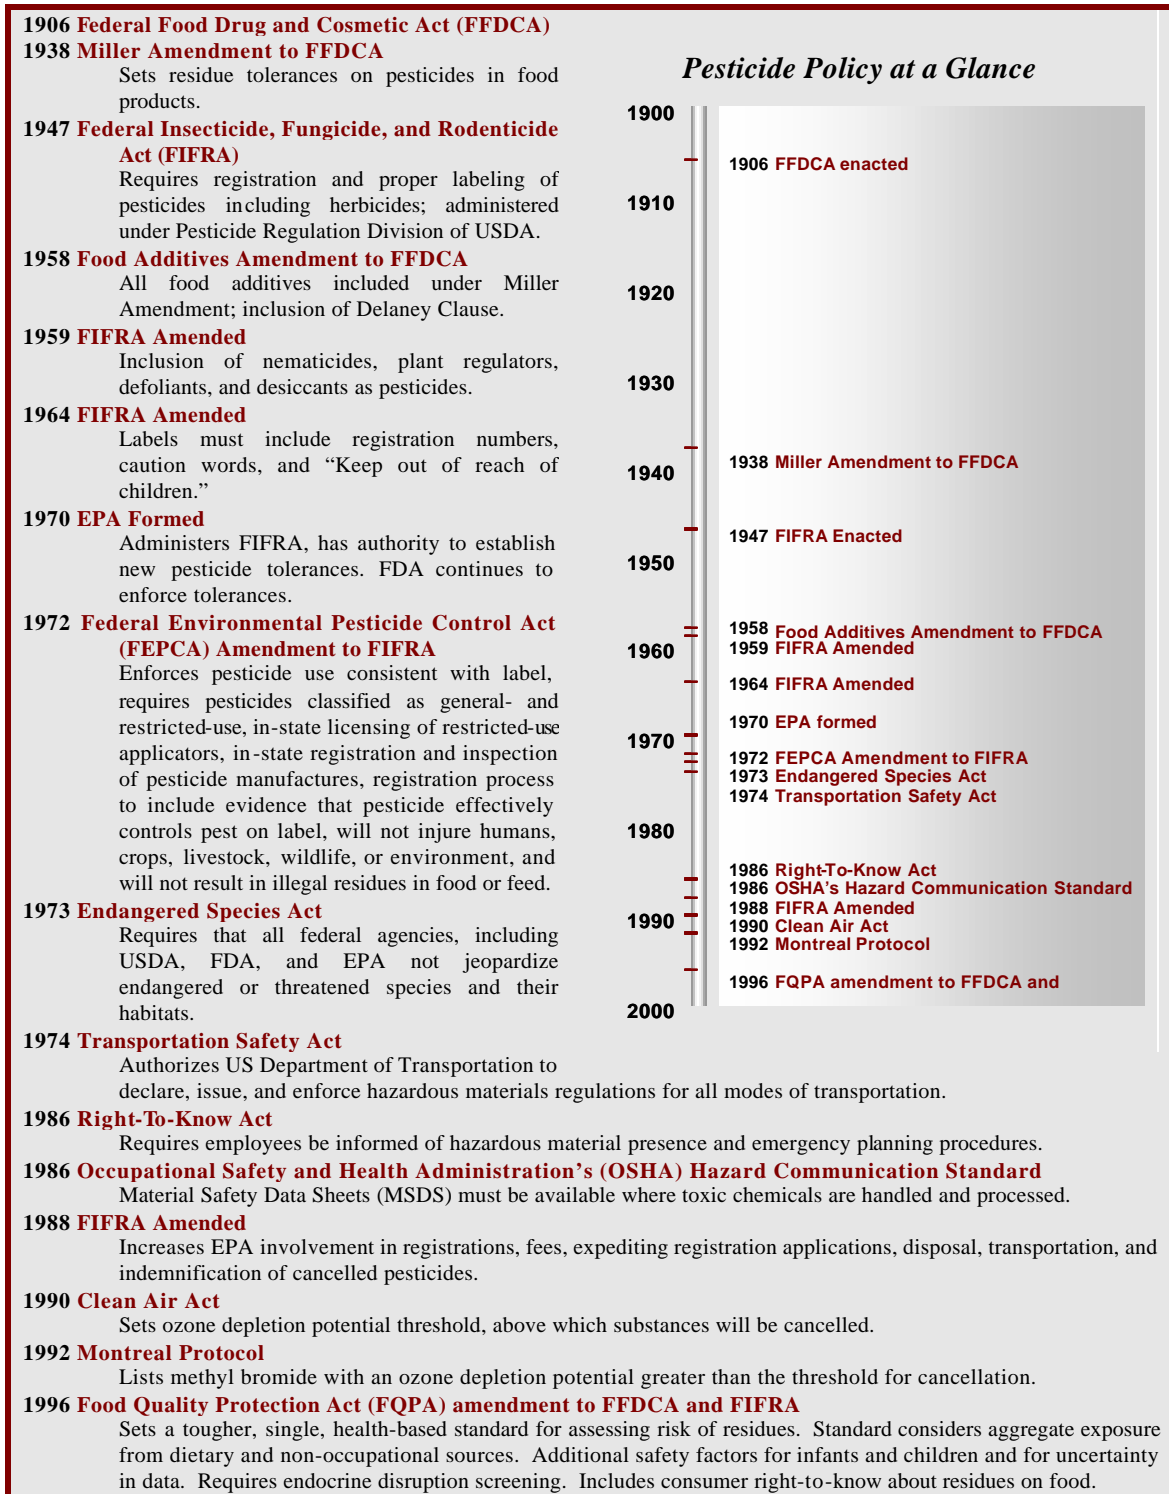 1906 Federal Food Drug and Cosmetic Act (FFDCA)
1938 Miller Amendment to FFDCA
Sets residue tolerances on pesticides in food
products.
1947 Federal Insecticide, Fungicide, and Rodenticide
Act (FIFRA)
Requires registration and proper labeling of
pesticides including herbicides; administered
under Pesticide Regulation Division of USDA.
1958 Food Additives Amendment to FFDCA
All food additives included under Miller
Amendment; inclusion of Delaney Clause.
1959 FIFRA Amended
Inclusion of nematicides, plant regulators,
defoliants, and desiccants as pesticides.
1964 FIFRA Amended
Labels must include registration numbers,
caution words, and “Keep out of reach of
children.”
1970 EPA Formed
Administers FIFRA, has authority to establish
new pesticide tolerances. FDA continues to
enforce tolerances.
1972 Federal Environmental Pesticide Control Act
(FEPCA) Amendment to FIFRA
Enforces pesticide use consistent with label,
requires pesticides classified as general- and
restricted-use, in-state licensing of restricted-use
applicators, in-state registration and inspection
of pesticide manufactures, registration process
to include evidence that pesticide effectively
controls pest on label, will not injure humans,
crops, livestock, wildlife, or environment, and
will not result in illegal residues in food or feed.
1973 Endangered Species Act
Requires that all federal agencies, including
USDA, FDA, and EPA not jeopardize
endangered or threatened species and their
habitats.
1974 Transportation Safety Act
Authorizes US Department of Transportation to
declare, issue, and enforce hazardous materials regulations for all modes of transportation.
1986 Right-To-Know Act
Requires employees be informed of hazardous material presence and emergency planning procedures.
1986 Occupational Safety and Health Administration’s (OSHA) Hazard Communication Standard
Material Safety Data Sheets (MSDS) must be available where toxic chemicals are handled and processed.
1988 FIFRA Amended
Increases EPA involvement in registrations, fees, expediting registration applications, disposal, transportation, and
indemnification of cancelled pesticides.
1990 Clean Air Act
Sets ozone depletion potential threshold, above which substances will be cancelled.
1992 Montreal Protocol
Lists methyl bromide with an ozone depletion potential greater than the threshold for cancellation.
1996 Food Quality Protection Act (FQPA) amendment to FFDCA and FIFRA
Sets a tougher, single, health-based standard for assessing risk of residues. Standard considers aggregate exposure
from dietary and non-occupational sources. Additional safety factors for infants and children and for uncertainty
in data. Requires endocrine disruption screening. Includes consumer right-to-know about residues on food.
Pesticide Policy at a Glance
1900
1906 FFDCA enacted
1910
1920
1930
1938 Miller Amendment to FFDCA
1940
1947 FIFRA Enacted
1950
1958 Food Additives Amendment to FFDCA
1959 FIFRA Amended
1960
1964 FIFRA Amended
1970 EPA formed
1970
1972 FEPCA Amendment to FIFRA
1973 Endangered Species Act
1974 Transportation Safety Act
1980
1986 Right-To-Know Act
1986 OSHA’s Hazard Communication Standard
1988 FIFRA Amended
1990
1990 Clean Air Act
1992 Montreal Protocol
1996 FQPA amendment to FFDCA and
2000